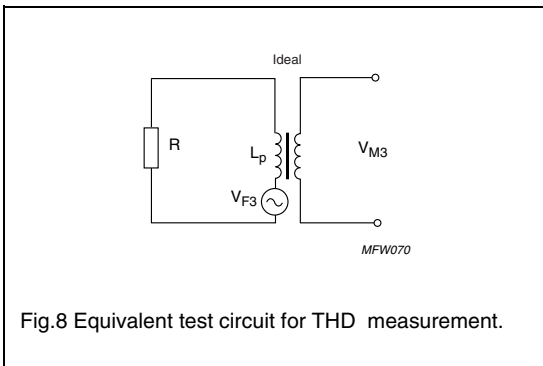 Ideal
R
Lp
VF3
VM3
MFW070
Fig.8 Equivalent test circuit for THD measurement.